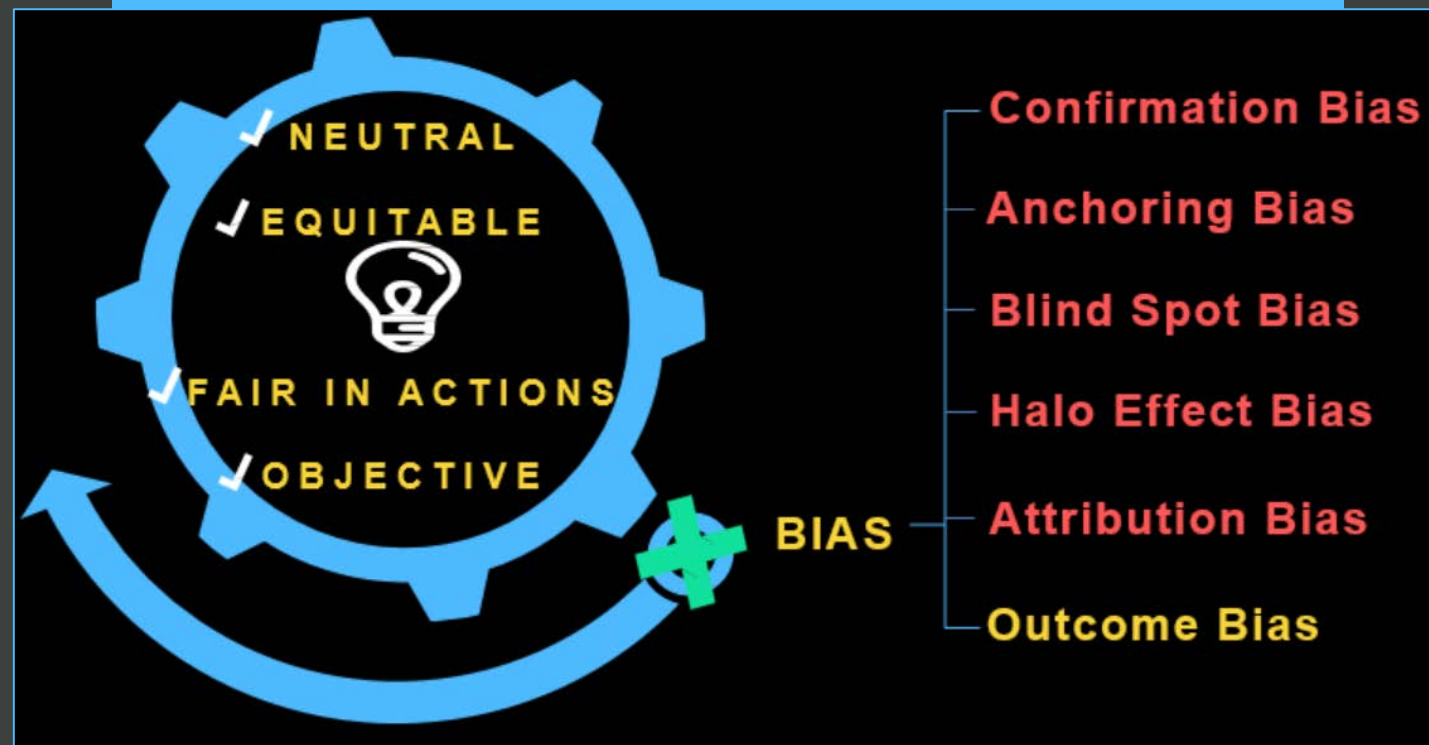 NEUTRAL
EQUITABLE
FAIR IN ACTIONS
OBJECTIVE
BIAS
Confirmation Bias
Anchoring Bias
Blind Spot Bias
Halo Effect Bias
Attribution Bias
Outcome Bias